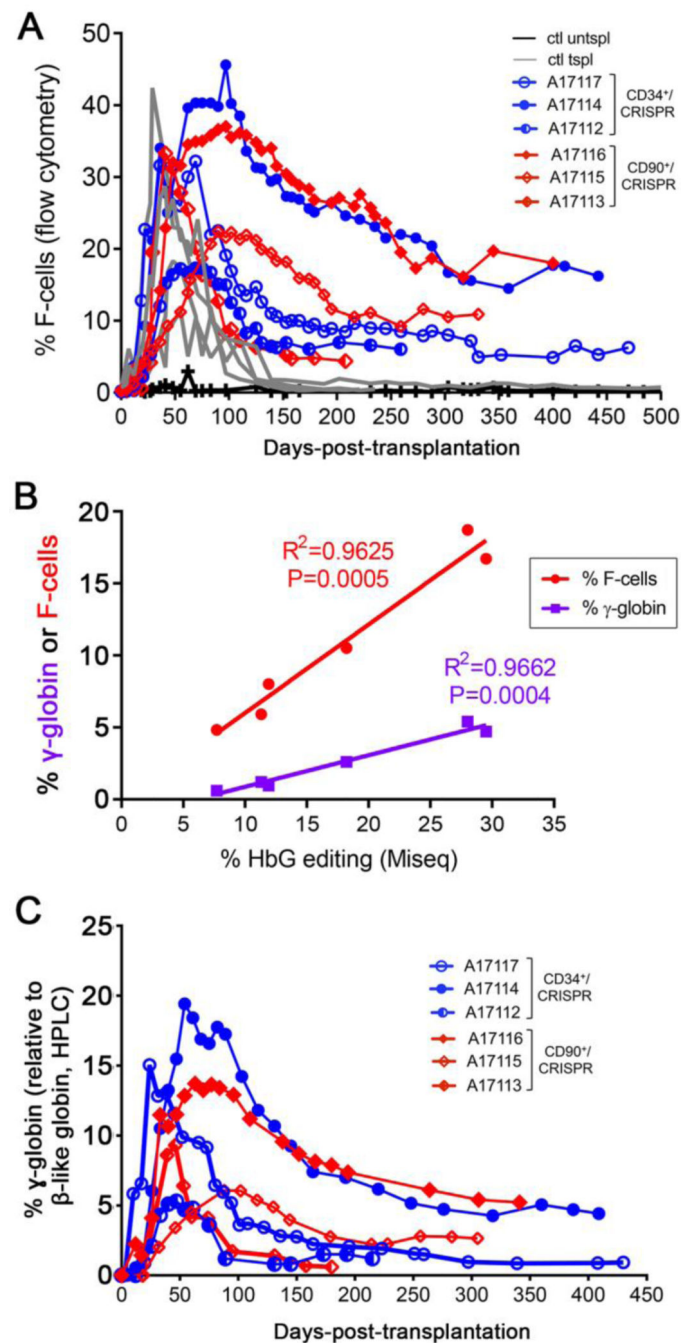 A
% F-cells (flow cytometry)
50
40
30
20
10
0
0 50 100 150 200 250 300 350 400 450 500
Days-post-transplantation
ctl untspl
ctl tspl
A17117
A17114
A17112
CD34⁺/
CRISPR
A17116
A17115
A17113
CD90⁺/
CRISPR
B
% γ-globin or F-cells
20
15
10
5
0
0 5 10 15 20 25 30 35
% HbG editing (Miseq)
R²=0.9625
P=0.0005
R²=0.9662
P=0.0004
% F-cells
% γ-globin
C
% γ-globin (relative to
β-like globin, HPLC)
25
20
15
10
5
0
0 50 100 150 200 250 300 350 400 450
Days-post-transplantation
A17117
A17114
A17112
CD34⁺/
CRISPR
A17116
A17115
A17113
CD90⁺/
CRISPR